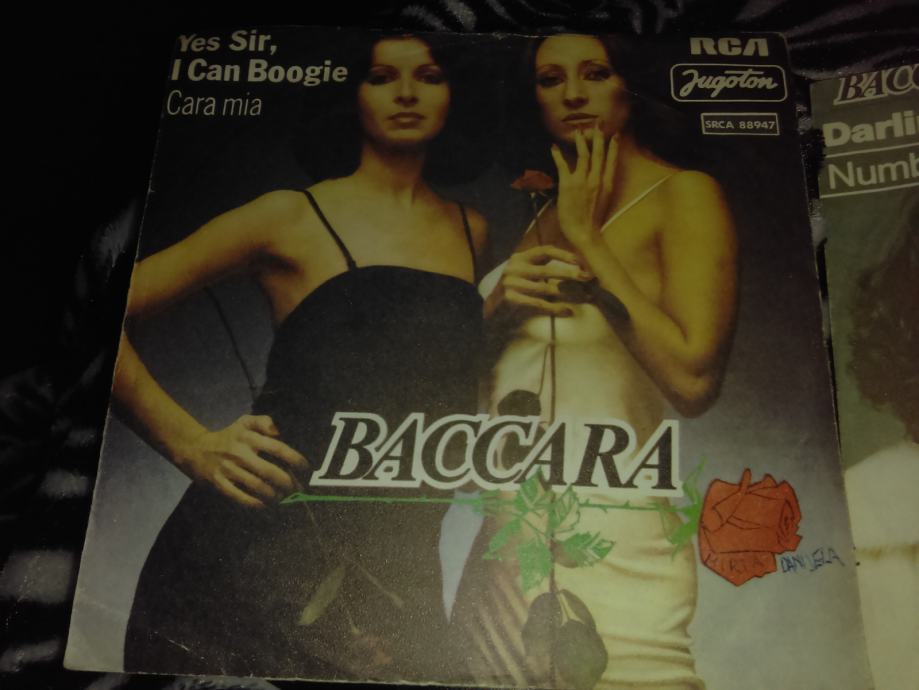 Yes Sir,
I Can Boogie
Cara mia
RCA
Jugoton
SRCA 88947
BACCARA
DANIJELA
BACC
Darli
Numb